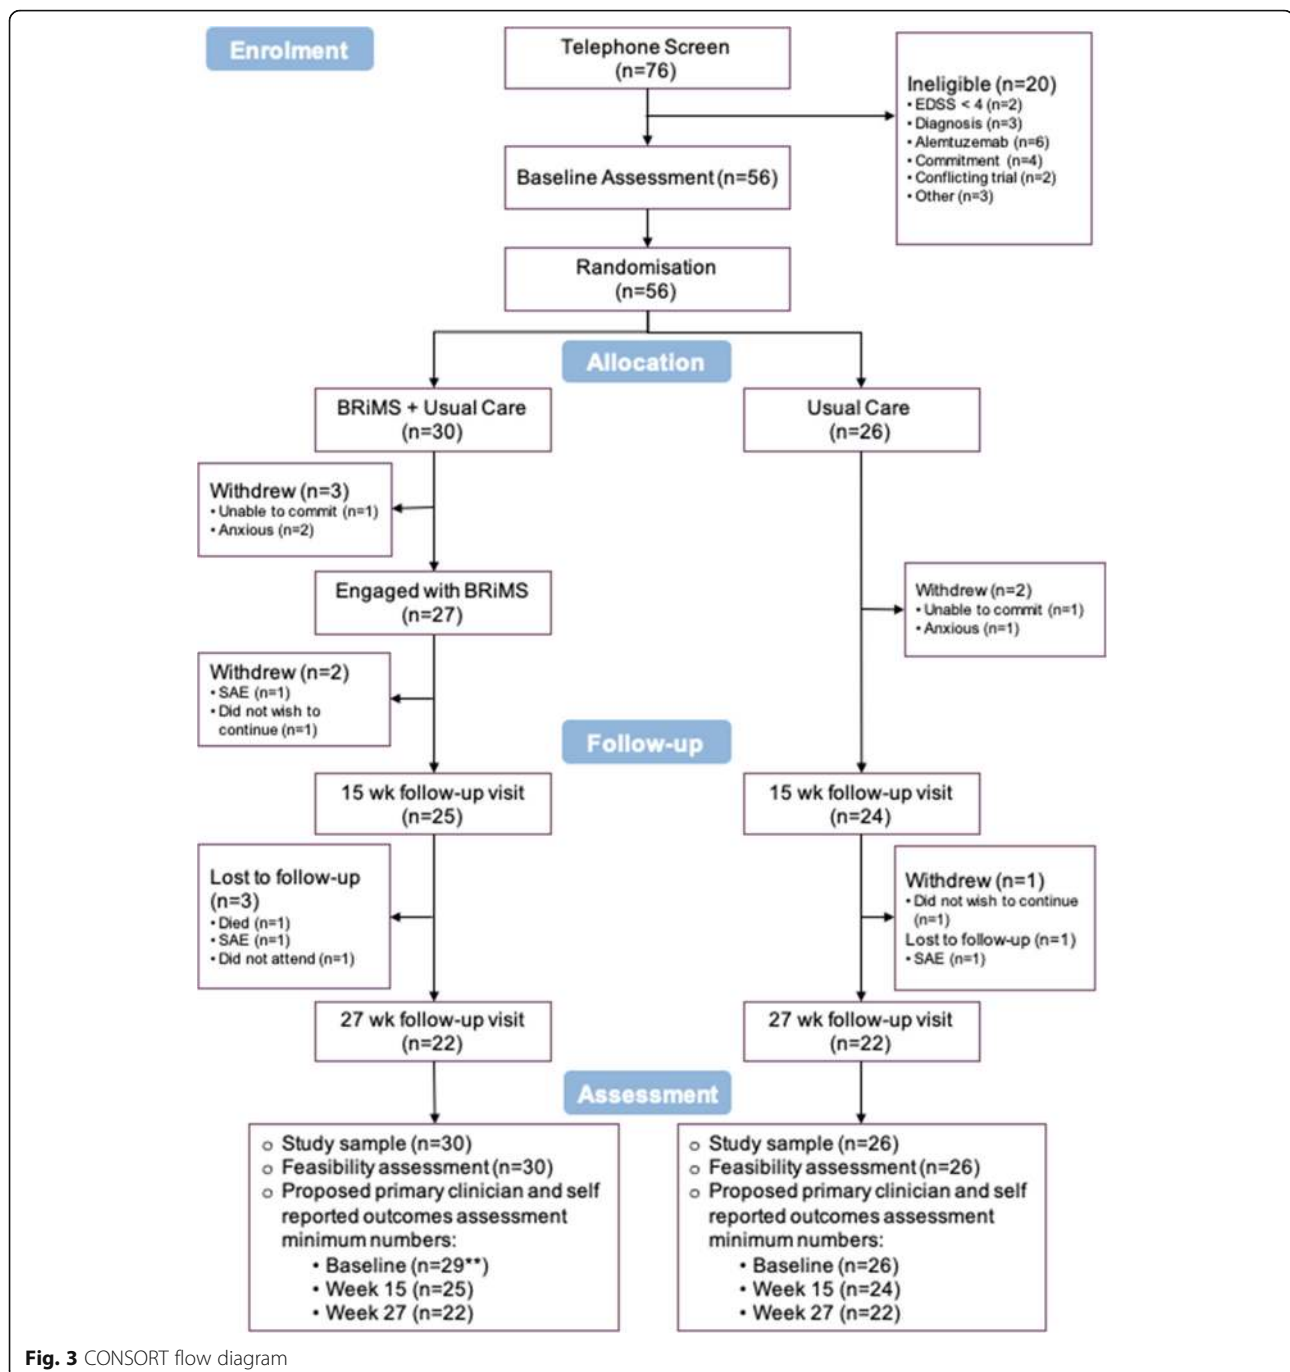 Enrolment
Telephone Screen
(n=76)
Ineligible (n=20)
• EDSS < 4 (n=2)
• Diagnosis (n=3)
• Alemtuzemab (n=6)
• Commitment (n=4)
• Conflicting trial (n=2)
• Other (n=3)
Baseline Assessment (n=56)
Randomisation
(n=56)
Allocation
BRiMS + Usual Care
(n=30)
Usual Care
(n=26)
Withdrew (n=3)
• Unable to commit (n=1)
• Anxious (n=2)
Engaged with BRiMS
(n=27)
Withdrew (n=2)
• Unable to commit (n=1)
• Anxious (n=1)
Withdrew (n=2)
• SAE (n=1)
• Did not wish to
continue (n=1)
Follow-up
15 wk follow-up visit
(n=25)
15 wk follow-up visit
(n=24)
Lost to follow-up
(n=3)
• Died (n=1)
• SAE (n=1)
• Did not attend (n=1)
Withdrew (n=1)
• Did not wish to continue
(n=1)
Lost to follow-up (n=1)
• SAE (n=1)
27 wk follow-up visit
(n=22)
27 wk follow-up visit
(n=22)
Assessment
o Study sample (n=30)
o Feasibility assessment (n=30)
o Proposed primary clinician and self
reported outcomes assessment
minimum numbers:
• Baseline (n=29**)
• Week 15 (n=25)
• Week 27 (n=22)
o Study sample (n=26)
o Feasibility assessment (n=26)
o Proposed primary clinician and self
reported outcomes assessment
minimum numbers:
• Baseline (n=26)
• Week 15 (n=24)
• Week 27 (n=22)
Fig. 3 CONSORT flow diagram